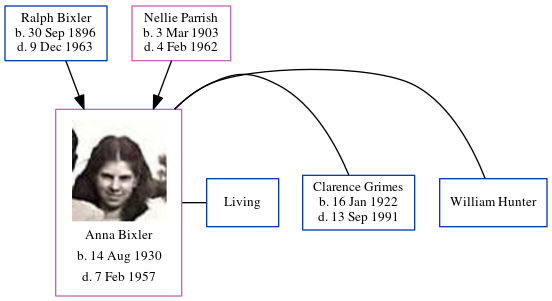 Ralph Bixler
b. 30 Sep 1896
d. 9 Dec 1963
Nellie Parrish
b. 3 Mar 1903
d. 4 Feb 1962
Anna Bixler
b. 14 Aug 1930
d. 7 Feb 1957
Living
Clarence Grimes
b. 16 Jan 1922
d. 13 Sep 1991
William Hunter